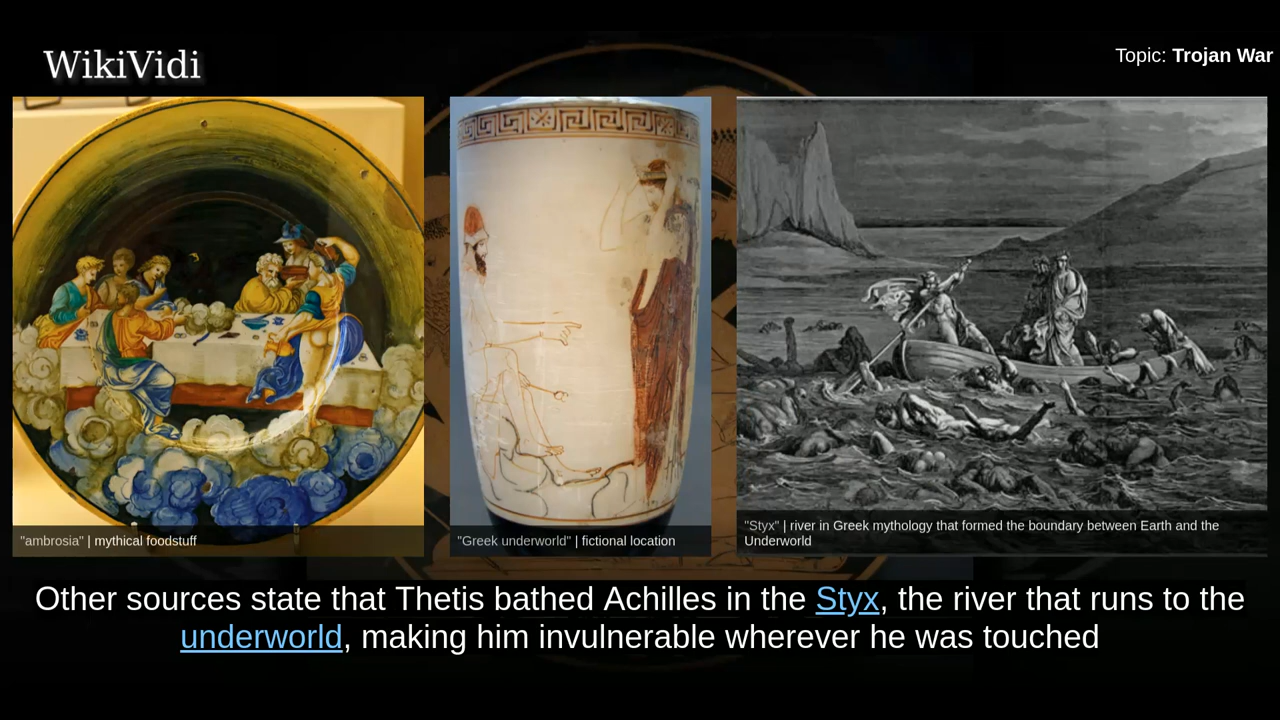 WikiVidi
Topic: Trojan War
"ambrosia" | mythical foodstuff
"Greek underworld" | fictional location
"Styx" | river in Greek mythology that formed the boundary between Earth and the
Underworld
Other sources state that Thetis bathed Achilles in the Styx, the river that runs to the
underworld, making him invulnerable wherever he was touched